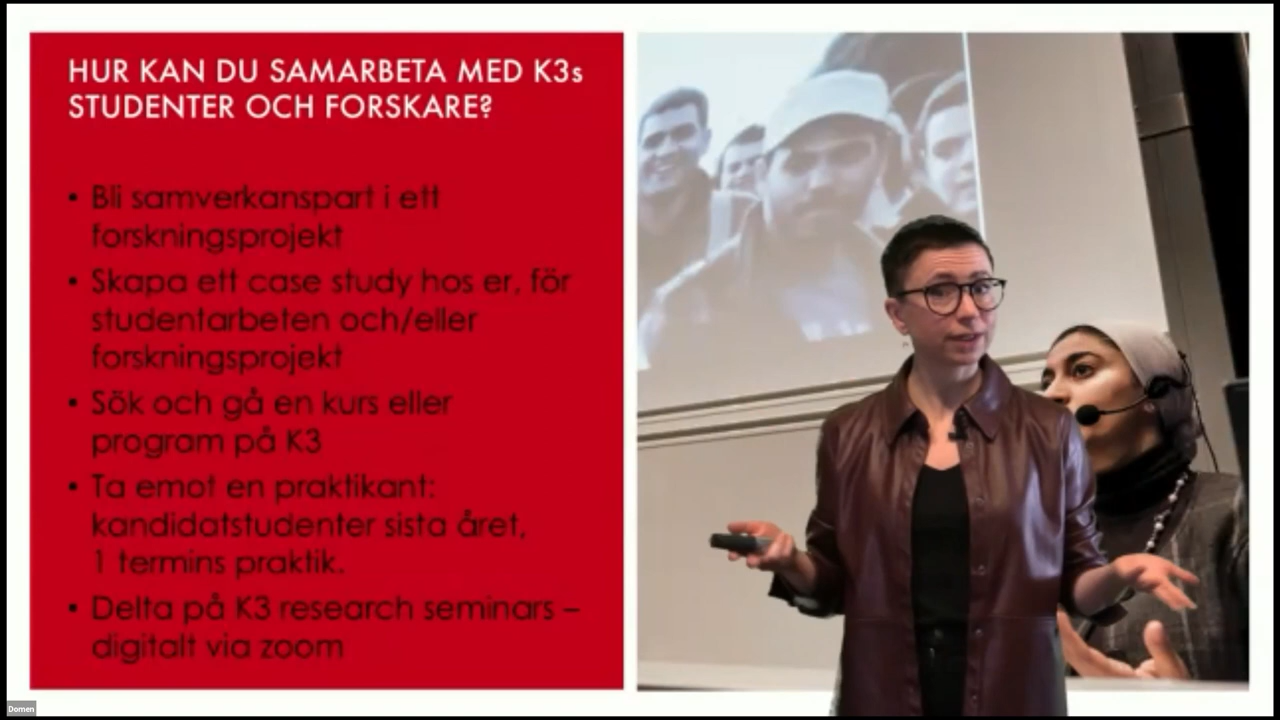 HUR KAN DU SAMARBETA MED K3s
STUDENTER OCH FORSKARE?
• Bli samverkanspart i ett
forskningsprojekt
• Skapa ett case study hos er, för
studentarbeten och/eller
forskningsprojekt
• Sök och gå en kurs eller
program på K3
• Ta emot en praktikant:
kandidatstudenter sista året,
1 termins praktik.
• Delta på K3 research seminars –
digitalt via zoom
Domen